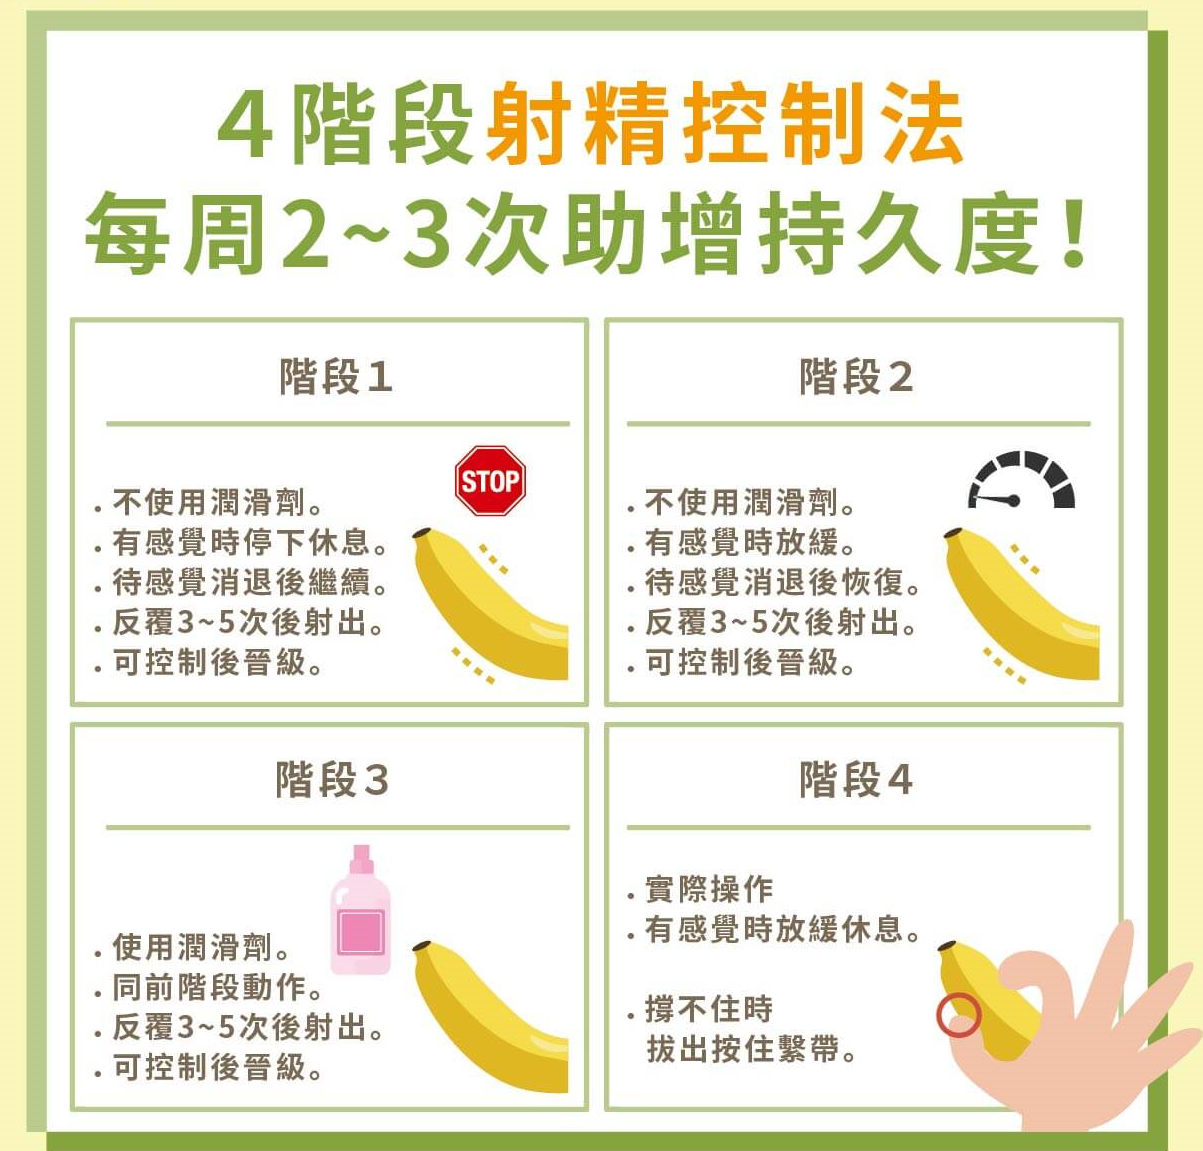 4階段射精控制法
每周2~3次助增持久度!
階段1
STOP
．不使用潤滑劑。
．有感覺時停下休息。
．待感覺消退後繼續。
．反覆3~5次後射出。
．可控制後晉級。
階段2
．不使用潤滑劑。
．有感覺時放緩。
．待感覺消退後恢復。
．反覆3~5次後射出。
．可控制後晉級。
階段3
．使用潤滑劑。
．同前階段動作。
．反覆3~5次後射出。
．可控制後晉級。
階段4
．實際操作
．有感覺時放緩休息。
．撐不住時
拔出按住繫帶。